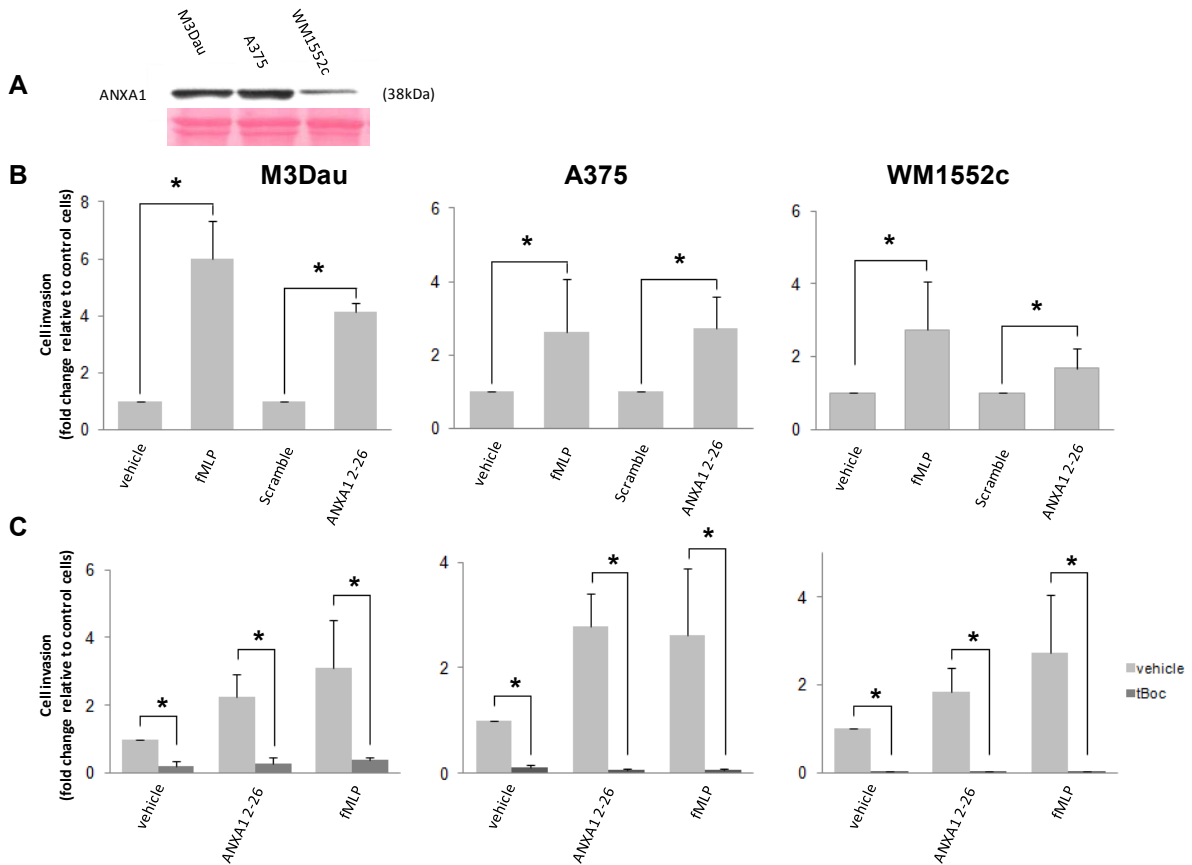 M3Dau
A375
WM1552c
A
ANXA1
(38kDa)
B
M3Dau
A375
WM1552c
Cell invasion
(fold change relative to control cells)
8
6
4
2
0
*
*
vehicle
fMLP
Scramble
ANXA1 2-26
6
4
2
0
*
*
vehicle
fMLP
Scramble
ANXA1 2-26
6
4
2
0
*
*
vehicle
fMLP
Scramble
ANXA1 2-26
C
Cell invasion
(fold change relative to control cells)
6
4
2
0
*
*
*
vehicle
ANXA1 2-26
fMLP
4
2
0
*
*
*
vehicle
ANXA1 2-26
fMLP
4
2
0
*
*
*
vehicle
ANXA1 2-26
fMLP
vehicle
tBoc